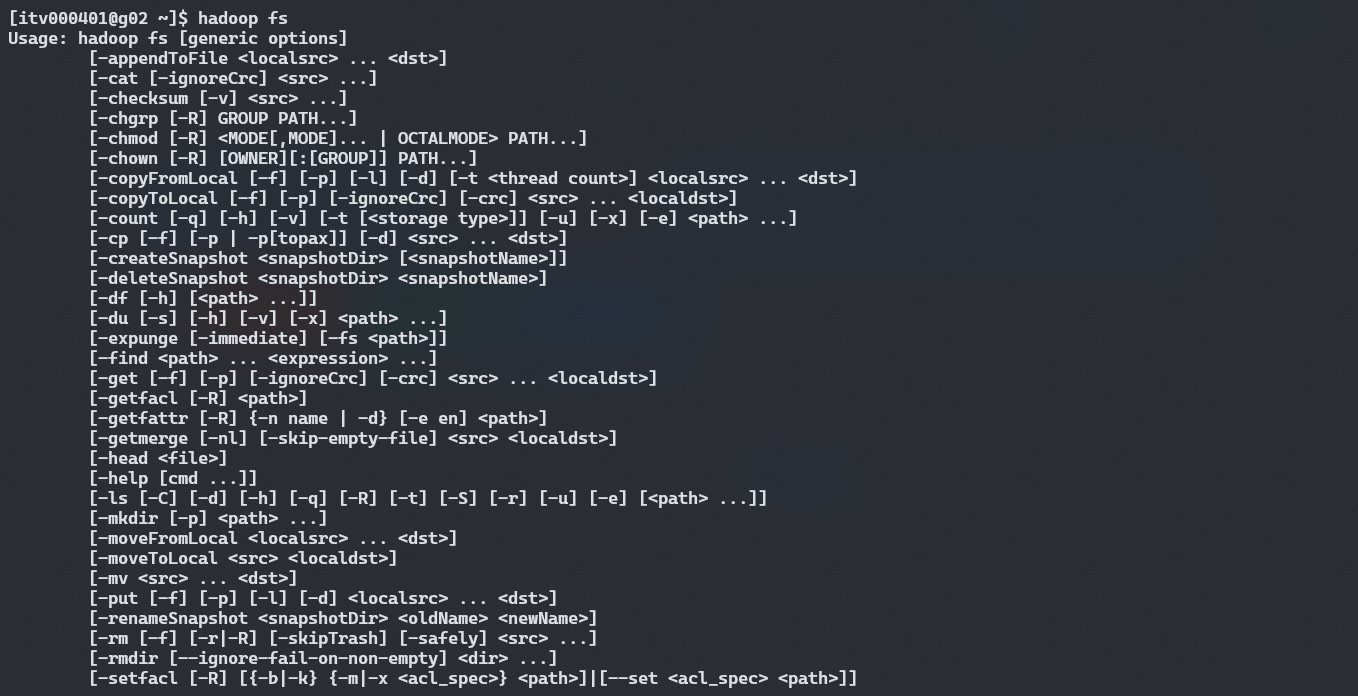 [itv000401@g02 ~]$ hadoop fs
Usage: hadoop fs [generic options]
[-appendToFile <localsrc> ... <dst>]
[-cat [-ignoreCrc] <src> ...]
[-checksum [-v] <src> ...]
[-chgrp [-R] GROUP PATH...]
[-chmod [-R] <MODE[,MODE]... | OCTALMODE> PATH...]
[-chown [-R] [OWNER][:[GROUP]] PATH...]
[-copyFromLocal [-f] [-p] [-l] [-d] [-t <thread count>] <localsrc> ... <dst>]
[-copyToLocal [-f] [-p] [-ignoreCrc] [-crc] <src> ... <localdst>]
[-count [-q] [-h] [-v] [-t [<storage type>]] [-u] [-x] [-e] <path> ...]
[-cp [-f] [-p | -p[topax]] [-d] <src> ... <dst>]
[-createSnapshot <snapshotDir> [<snapshotName>]]
[-deleteSnapshot <snapshotDir> <snapshotName>]
[-df [-h] [<path> ...]]
[-du [-s] [-h] [-v] [-x] <path> ...]
[-expunge [-immediate] [-fs <path>]]
[-find <path> ... <expression> ...]
[-get [-f] [-p] [-ignoreCrc] [-crc] <src> ... <localdst>]
[-getfacl [-R] <path>]
[-getfattr [-R] {-n name | -d} [-e en] <path>]
[-getmerge [-nl] [-skip-empty-file] <src> <localdst>]
[-head <file>]
[-help [cmd ...]]
[-ls [-C] [-d] [-h] [-q] [-R] [-t] [-S] [-r] [-u] [-e] [<path> ...]]
[-mkdir [-p] <path> ...]
[-moveFromLocal <localsrc> ... <dst>]
[-moveToLocal <src> <localdst>]
[-mv <src> ... <dst>]
[-put [-f] [-p] [-l] [-d] <localsrc> ... <dst>]
[-renameSnapshot <snapshotDir> <oldName> <newName>]
[-rm [-f] [-r|-R] [-skipTrash] [-safely] <src> ...]
[-rmdir [--ignore-fail-on-non-empty] <dir> ...]
[-setfacl [-R] [{-b|-k} {-m|-x <acl_spec>} <path>]|[--set <acl_spec> <path>]]